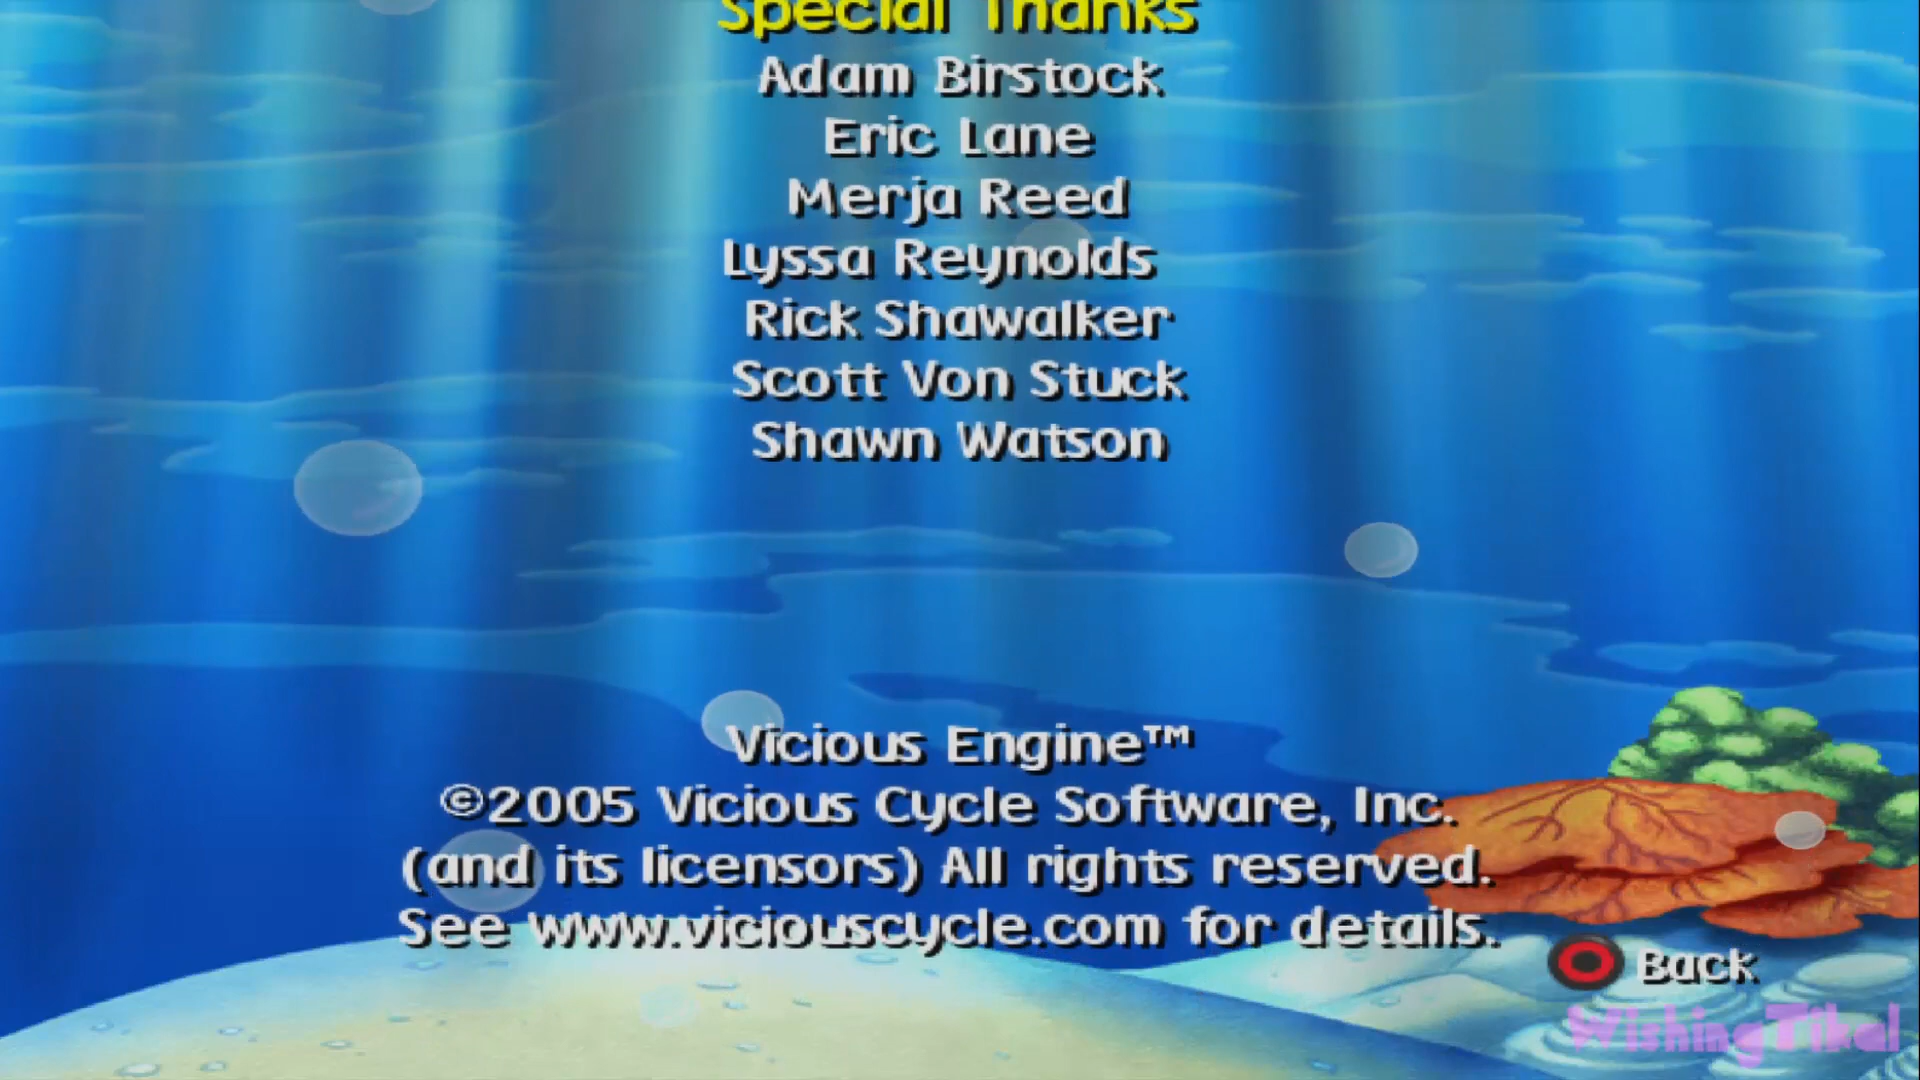 Special Thanks
Adam Birstock
Eric Lane
Merja Reed
Lyssa Reynolds
Rick Shawalker
Scott Von Stuck
Shawn Watson
Vicious Engine™
©2005 Vicious Cycle Software, Inc.
(and its licensors) All rights reserved.
See www.viciouscycle.com for details.
Back
WishingTikal